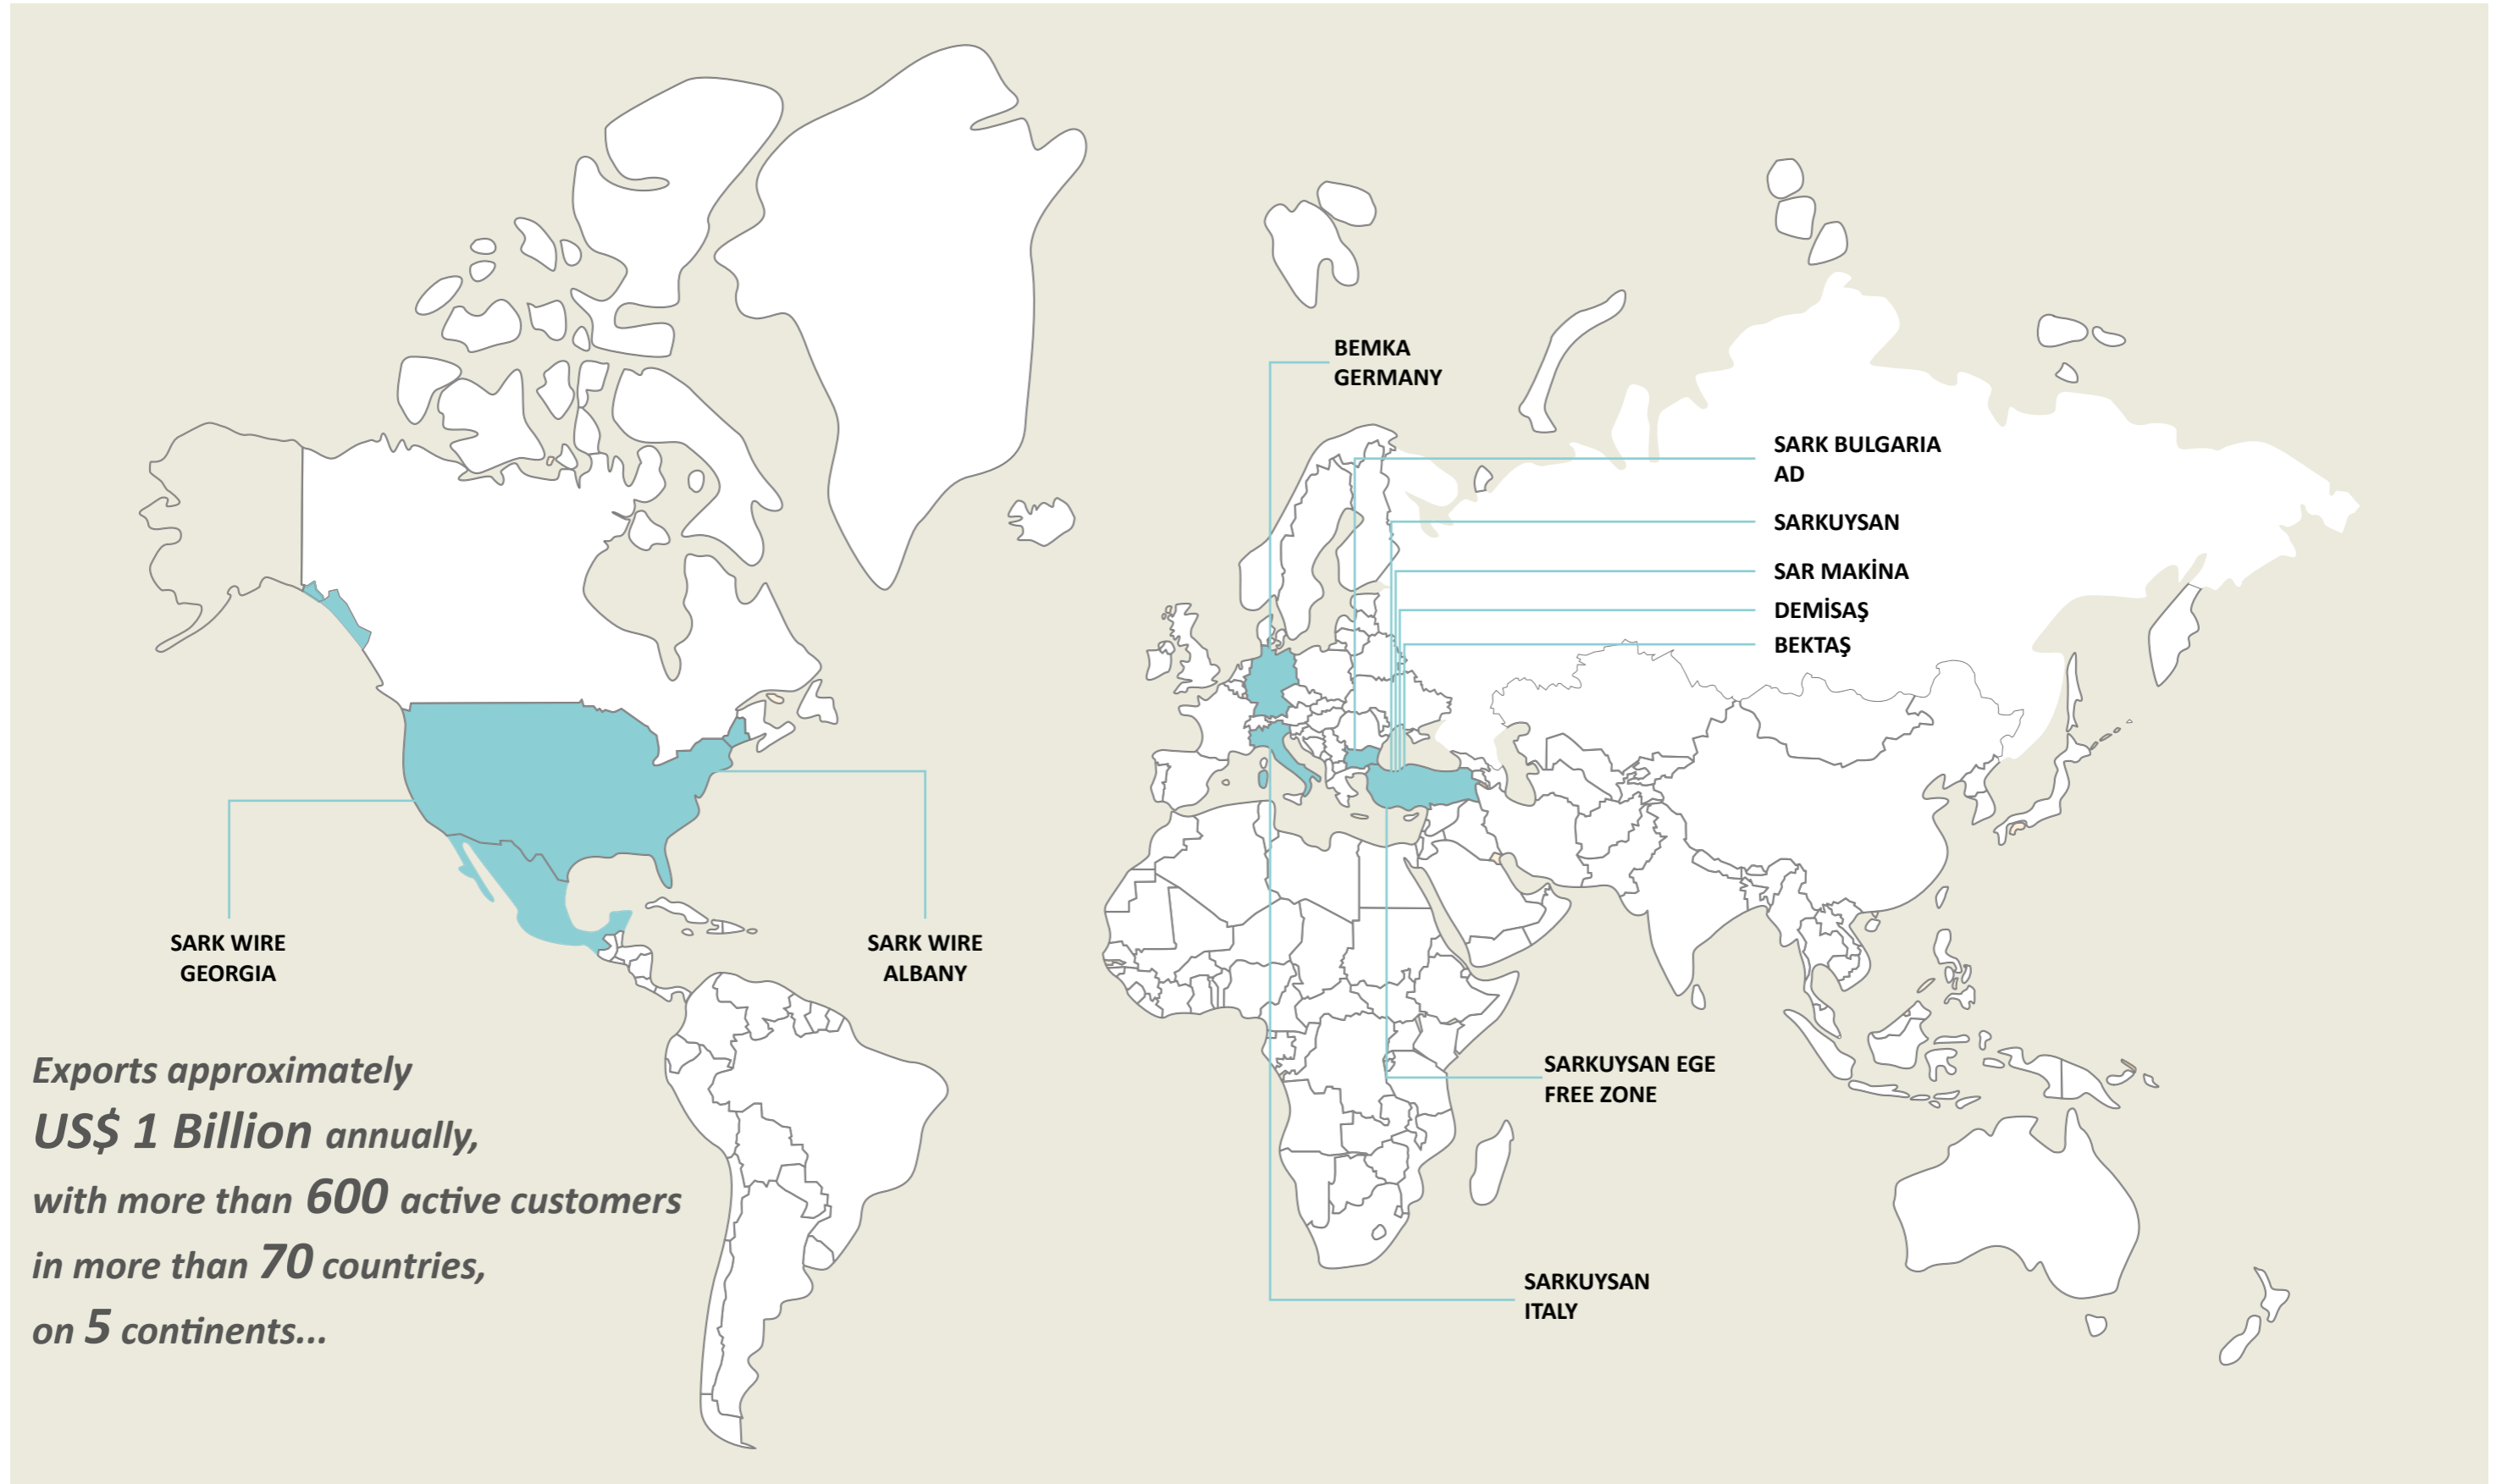 BEMKA
GERMANY
SARK BULGARIA
AD
SARKUYSAN
SAR MAKİNA
DEMİSAŞ
BEKTAŞ
SARK WIRE
GEORGIA
SARK WIRE
ALBANY
SARKUYSAN EGE
FREE ZONE
SARKUYSAN
ITALY
Exports approximately
US$ 1 Billion annually,
with more than 600 active customers
in more than 70 countries,
on 5 continents...